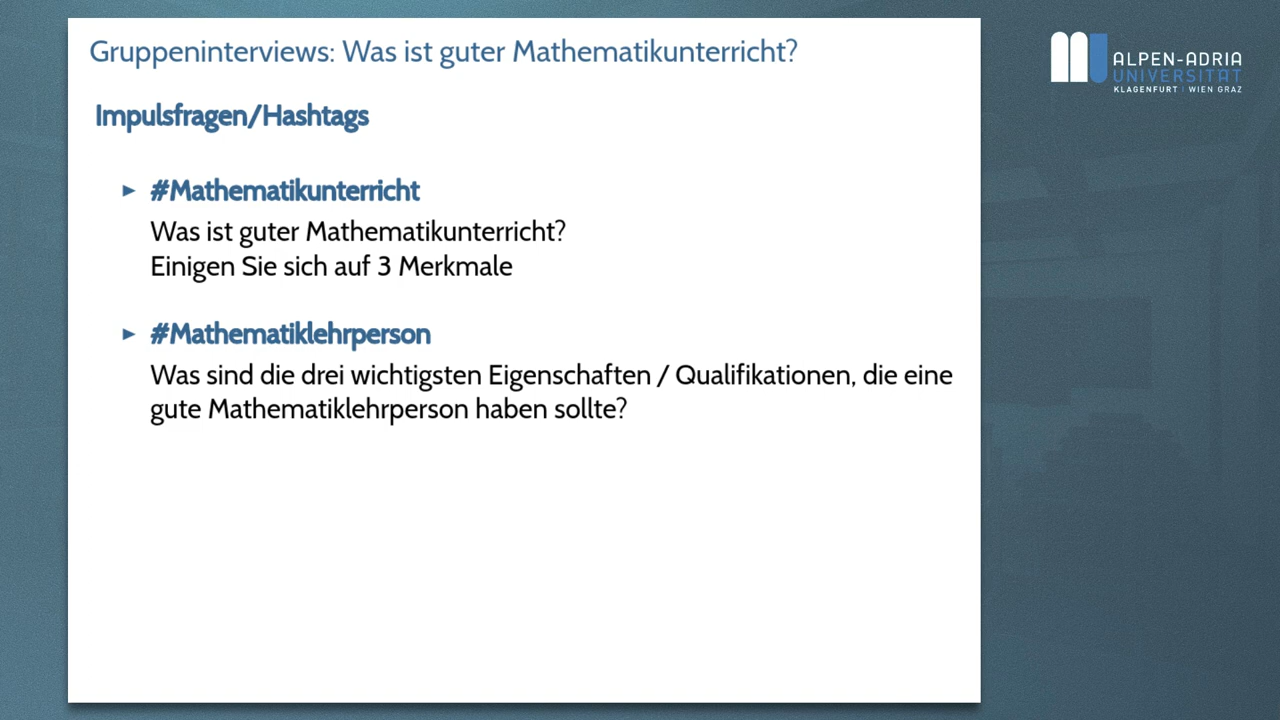 Gruppeninterviews: Was ist guter Mathematikunterricht?
Impulsfragen/Hashtags
#Mathematikunterricht
Was ist guter Mathematikunterricht?
Einigen Sie sich auf 3 Merkmale
#Mathematiklehrperson
Was sind die drei wichtigsten Eigenschaften / Qualifikationen, die eine
gute Mathematiklehrperson haben sollte?
ALPEN-ADRIA
UNIVERSITÄT
KLAGENFURT | WIEN GRAZ